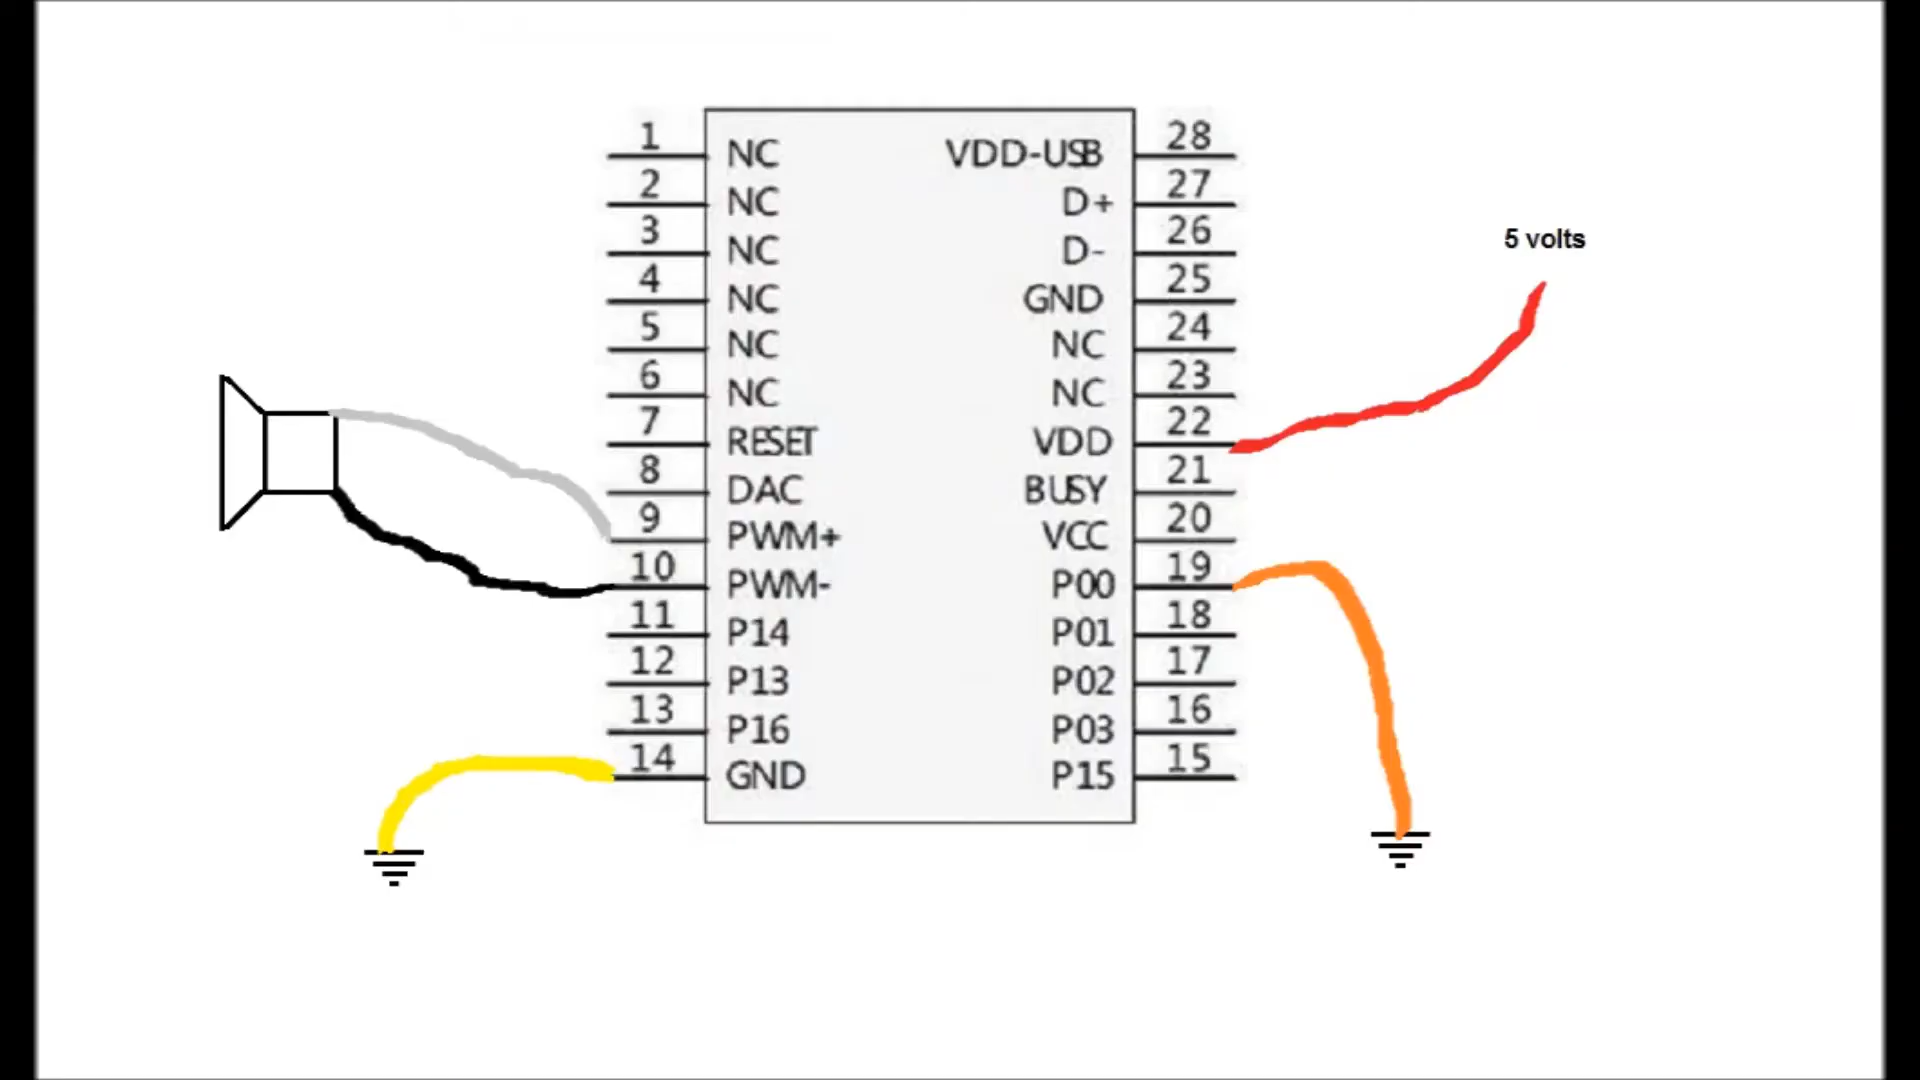 1 NC VDD-USB 28
2 NC D+ 27
3 NC D- 26
4 NC GND 25
5 NC NC 24
6 NC NC 23
7 RESET VDD 22
8 DAC BUSY 21
9 PWM+ VCC 20
10 PWM- P00 19
11 P14 P01 18
12 P13 P02 17
13 P16 P03 16
14 GND P15 15
5 volts